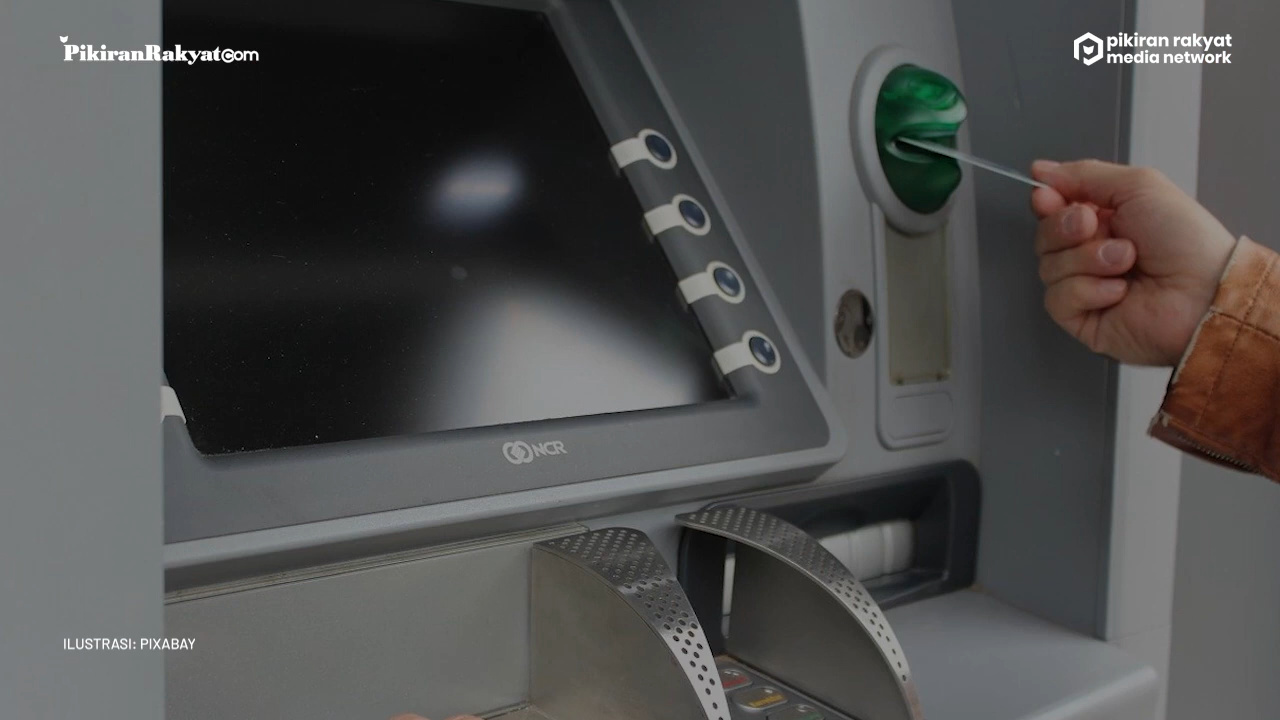 PikiranRakyat.com
pikiran rakyat
media network
NCR
ILUSTRASI: PIXABAY